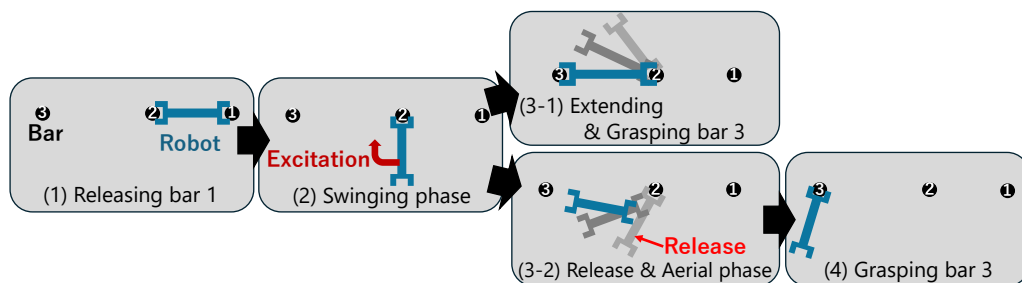 3 2 1
Bar
Robot
(1) Releasing bar 1
3 2 1
Excitation
(2) Swinging phase
3 2 1
(3-1) Extending
& Grasping bar 3
3 2 1
Release
(3-2) Release & Aerial phase
3 2 1
(4) Grasping bar 3